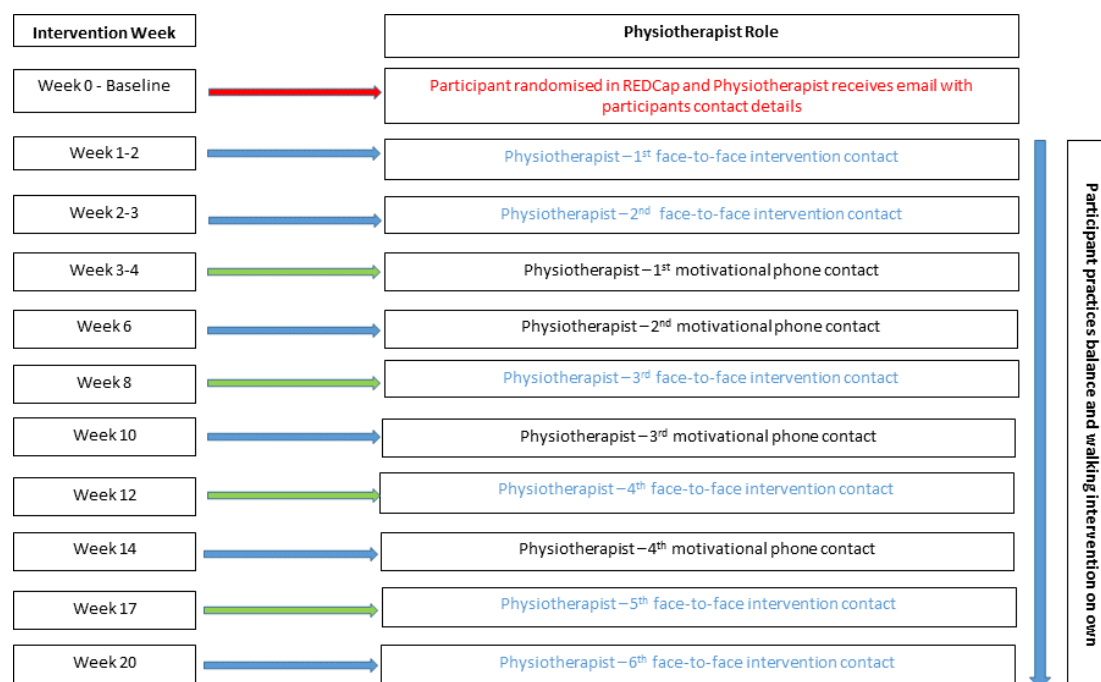 Intervention Week
Physiotherapist Role
Week 0 - Baseline
Participant randomised in REDCap and Physiotherapist receives email with
participants contact details
Week 1-2
Physiotherapist – 1st face-to-face intervention contact
Week 2-3
Physiotherapist – 2nd face-to-face intervention contact
Week 3-4
Physiotherapist – 1st motivational phone contact
Week 6
Physiotherapist – 2nd motivational phone contact
Week 8
Physiotherapist – 3rd face-to-face intervention contact
Week 10
Physiotherapist – 3rd motivational phone contact
Week 12
Physiotherapist – 4th face-to-face intervention contact
Week 14
Physiotherapist – 4th motivational phone contact
Week 17
Physiotherapist – 5th face-to-face intervention contact
Week 20
Physiotherapist – 6th face-to-face intervention contact
Participant practices balance and walking intervention on own